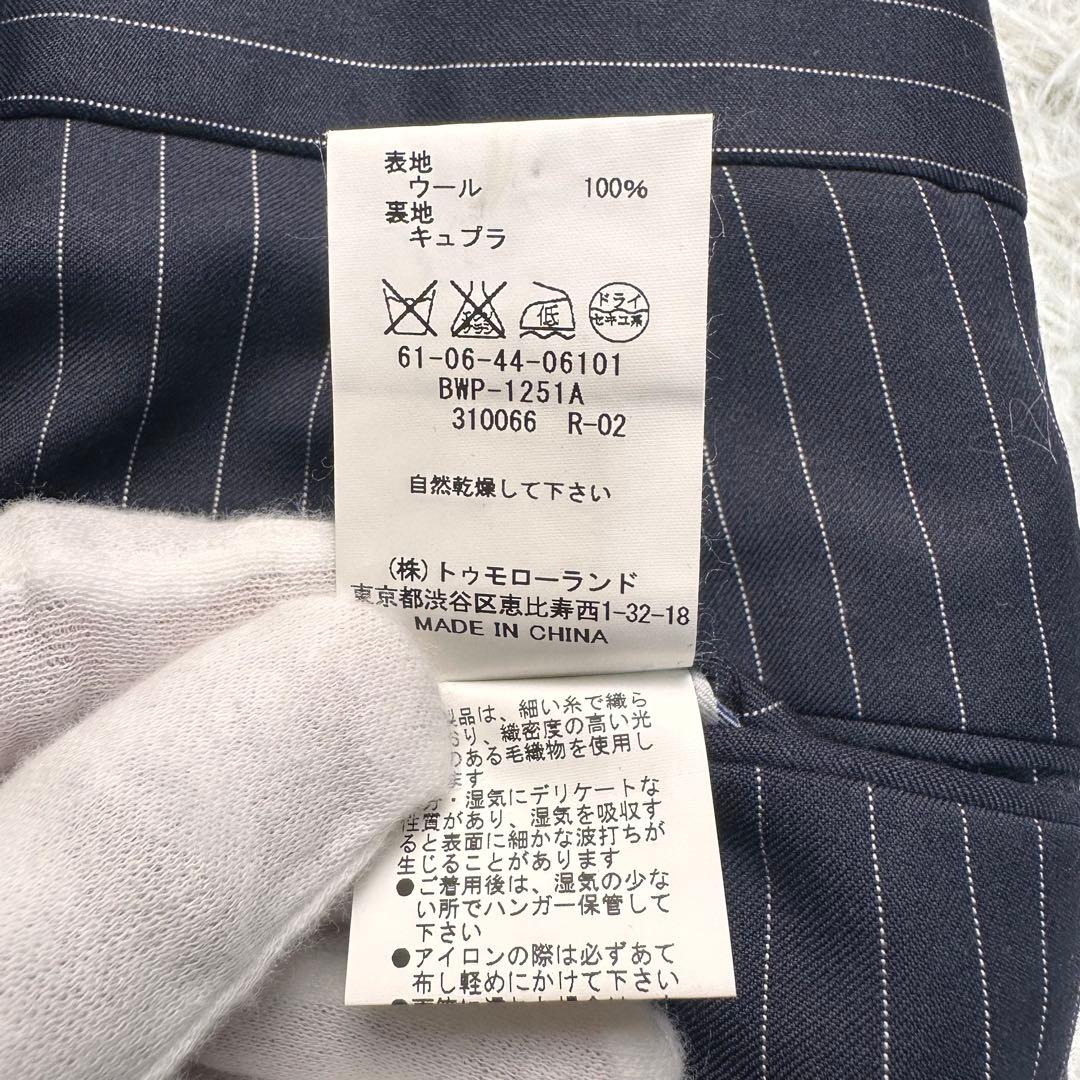 表地
ウール 100%
裏地
キュプラ
エンソ
サラシ
低
ドライ
セキユ系
61-06-44-06101
BWP-1251A
310066 R-02
自然乾燥して下さい
(株)トゥモローランド
東京都渋谷区恵比寿西1-32-18
MADE IN CHINA
製品は、細い糸で織ら
おり、織密度の高い光
のある毛織物を使用し
ます
分・湿気にデリケートな
性質があり、湿気を吸収す
ると表面に細かな波打ちが
生じることがあります
●ご着用後は、湿気の少な
い所でハンガー保管して
下さい
●アイロンの際は必ずあて
布し軽めにかけて下さい